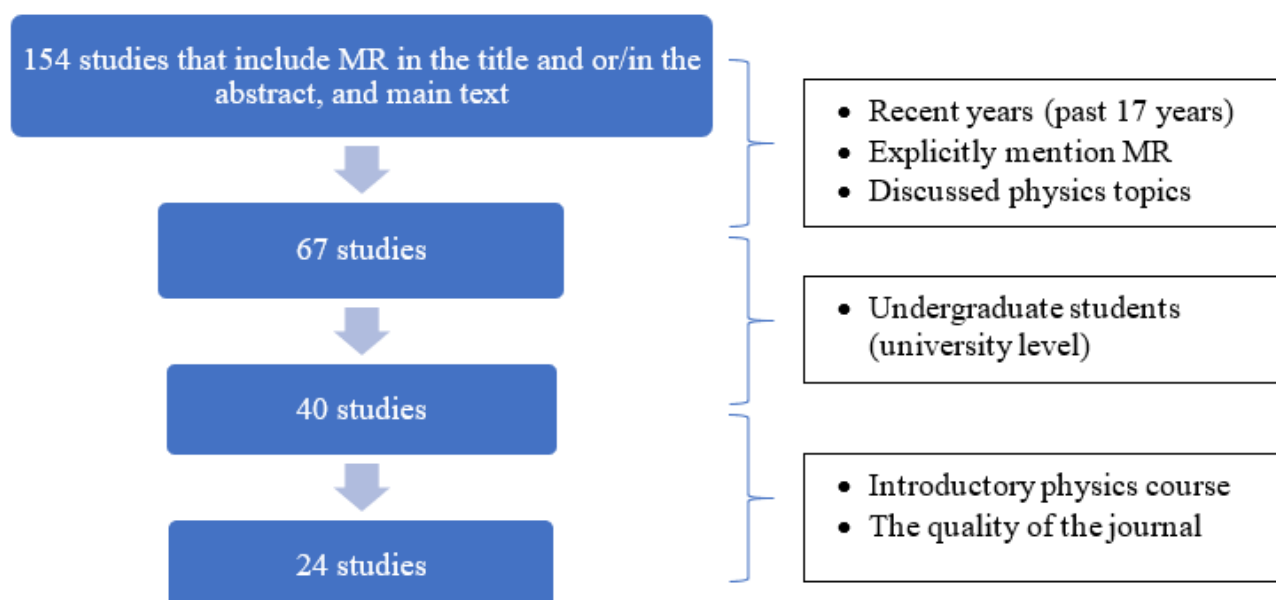 154 studies that include MR in the title and or/in the
abstract, and main text
• Recent years (past 17 years)
• Explicitly mention MR
• Discussed physics topics
67 studies
• Undergraduate students
(university level)
40 studies
• Introductory physics course
• The quality of the journal
24 studies